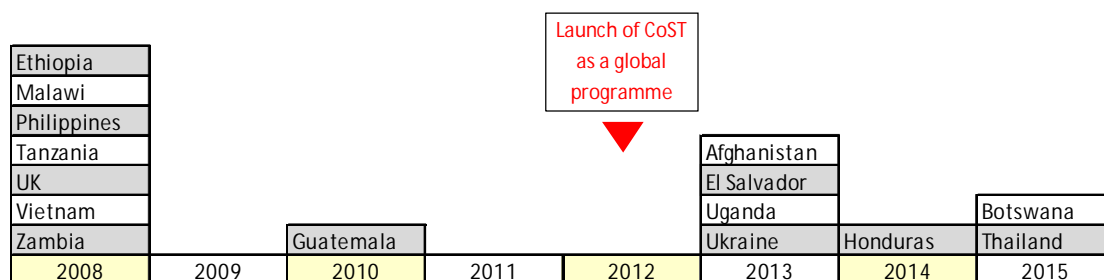 Launch of CoST
as a global
programme
Ethiopia
Malawi
Philippines
Tanzania
UK
Vietnam
Zambia
Guatemala
Afghanistan
El Salvador
Uganda
Ukraine
Honduras
Botswana
Thailand
2008 2009 2010 2011 2012 2013 2014 2015